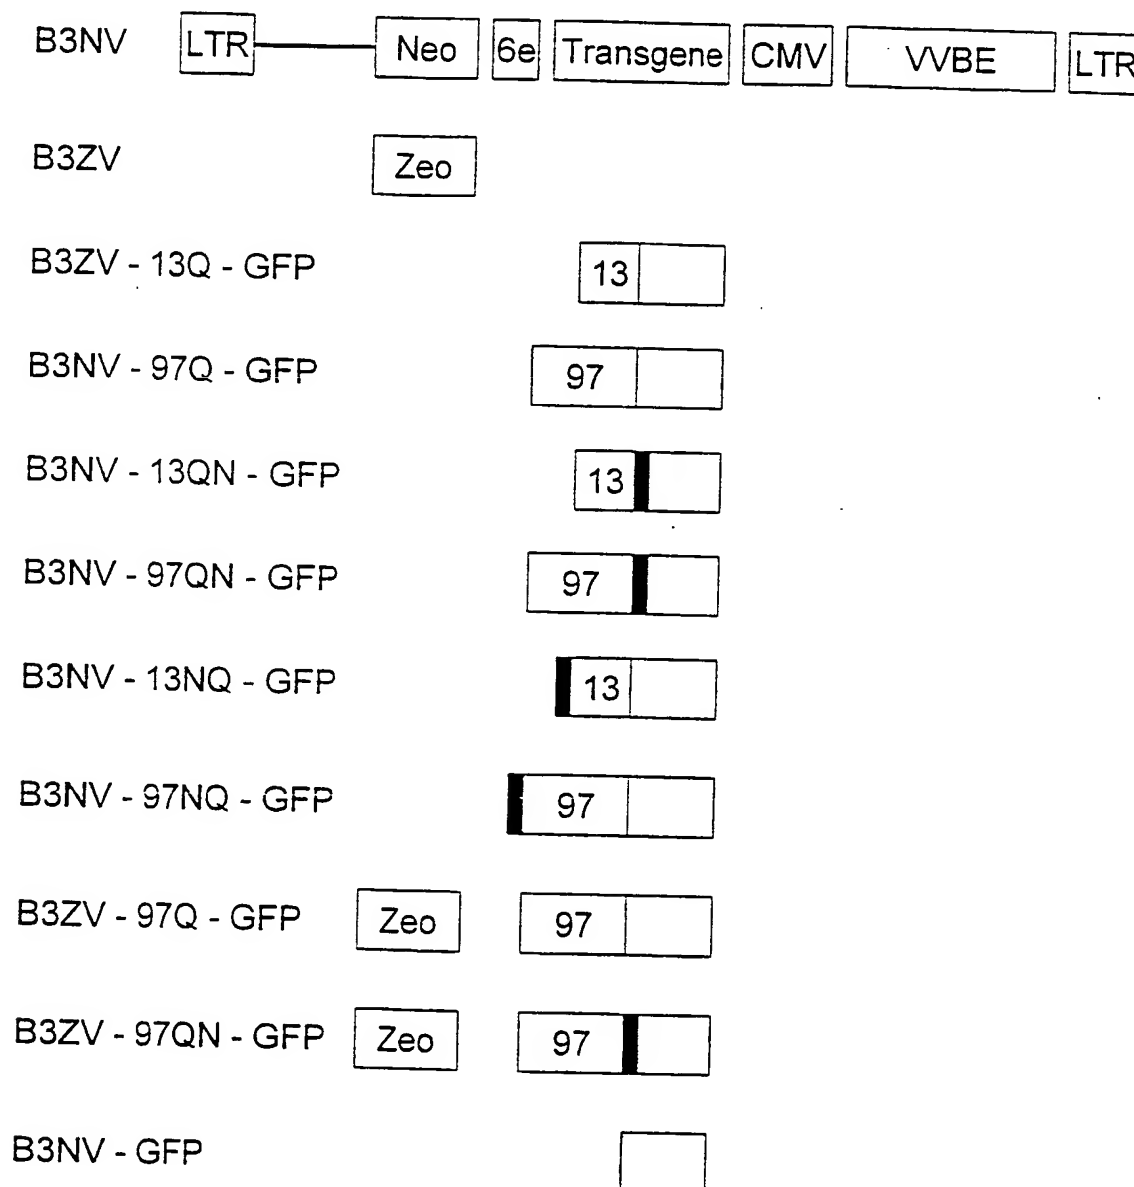 B3NV LTR Neo 6e Transgene CMV VVBE LTR
B3ZV Zeo
B3ZV - 13Q - GFP 13
B3NV - 97Q - GFP 97
B3NV - 13QN - GFP 13
B3NV - 97QN - GFP 97
B3NV - 13NQ - GFP 13
B3NV - 97NQ - GFP 97
B3ZV - 97Q - GFP Zeo 97
B3ZV - 97QN - GFP Zeo 97
B3NV - GFP